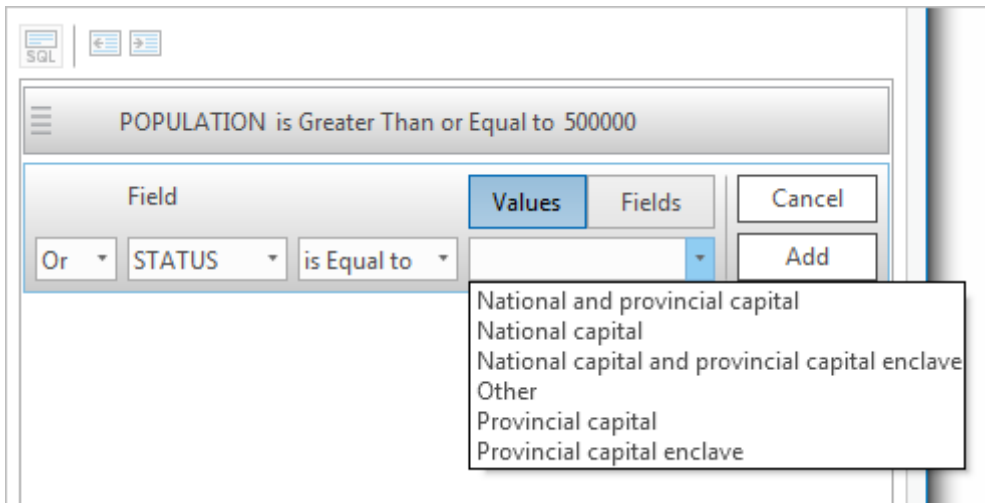 SQL
POPULATION is Greater Than or Equal to 500000
Field
Values Fields
Cancel
Or STATUS is Equal to
Add
National and provincial capital
National capital
National capital and provincial capital enclave
Other
Provincial capital
Provincial capital enclave